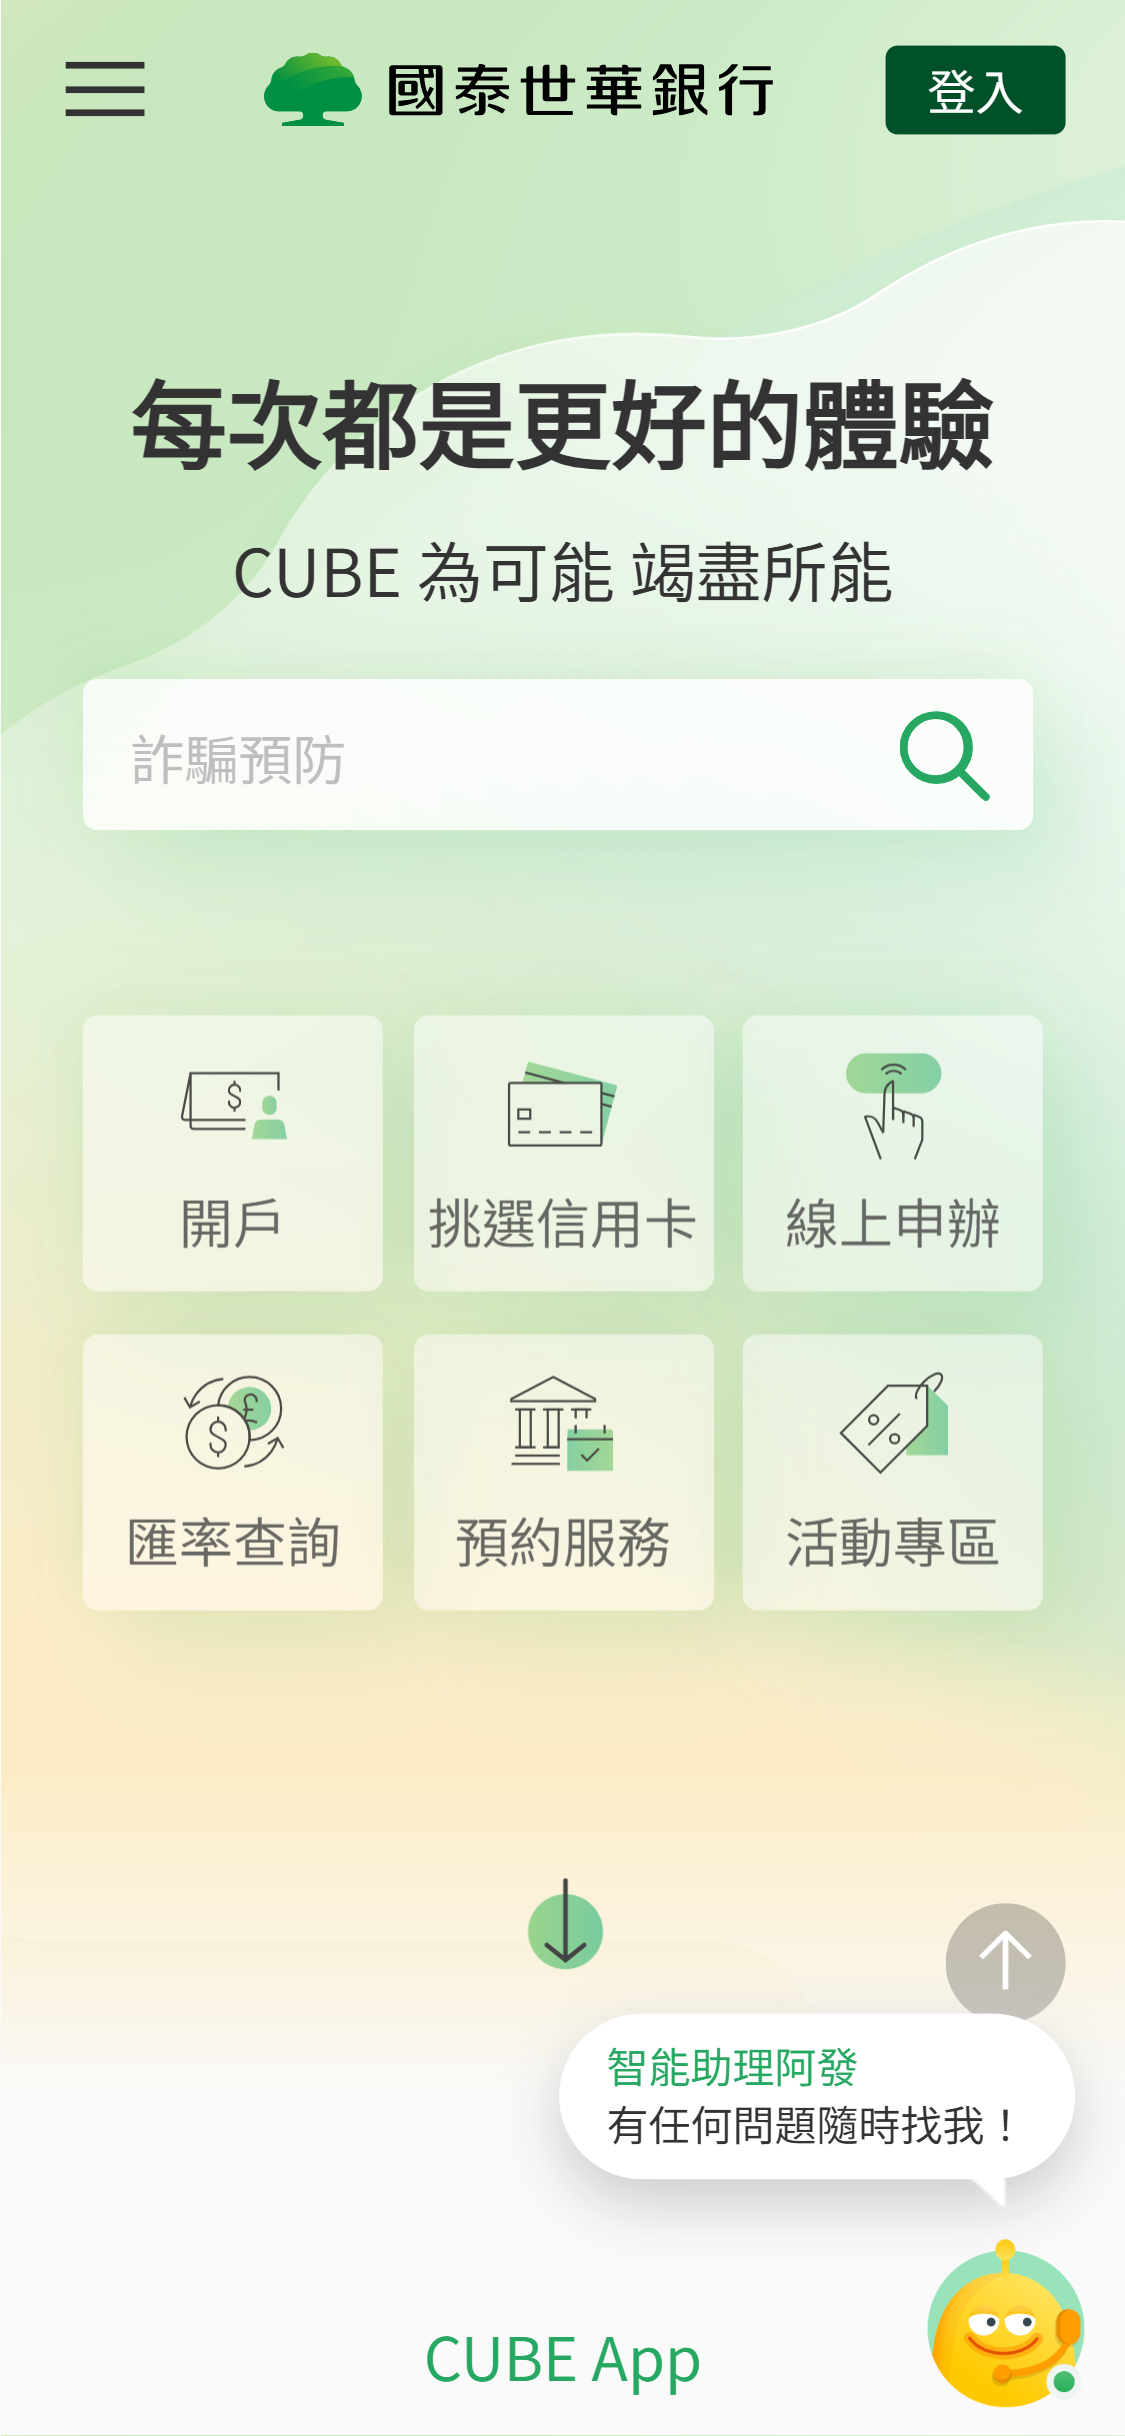 國泰世華銀行
登入
每次都是更好的體驗
CUBE 為可能 竭盡所能
詐騙預防
開戶
挑選信用卡
線上申辦
匯率查詢
預約服務
活動專區
智能助理阿發
有任何問題隨時找我！
CUBE App